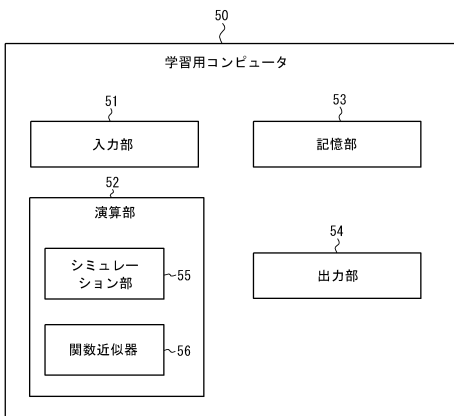 50
学習用コンピュータ
51
入力部
53
記憶部
52
演算部
シミュレー
ション部
55
関数近似器
56
54
出力部